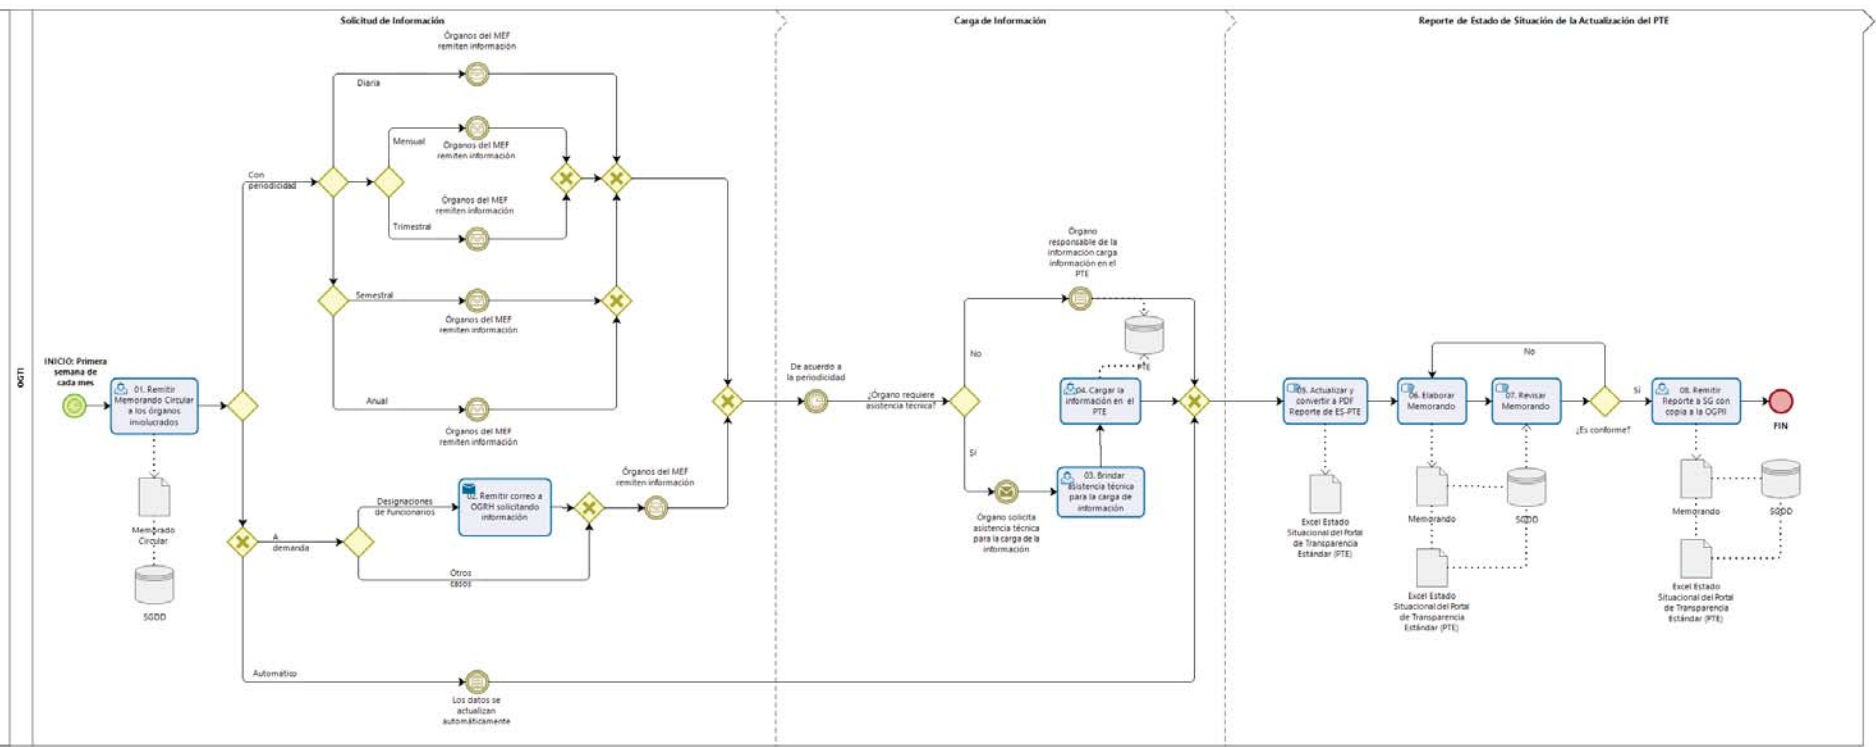 Solicitud de Información
Carga de Información
Reporte de Estado de Situación de la Actualización del PTE
OGTI
INICIO: Primera
semana de
cada mes
01. Remitir
Memorando Circular
a los órganos
involucrados
Memorado
Circular
SGDD
Con
periodicidad
Diaria
Órganos del MEF
remiten información
Mensual
Órganos del MEF
remiten información
Trimestral
Órganos del MEF
remiten información
Semestral
Órganos del MEF
remiten información
Anual
Órganos del MEF
remiten información
A
demanda
Designaciones
de funcionarios
02. Remitir correo a
OGRH solicitando
información
Otros
casos
Órganos del MEF
remiten información
Automático
Los datos se
actualizan
automáticamente
De acuerdo a
la periodicidad
¿Órgano requiere
asistencia técnica?
No
Órgano
responsable de la
información carga
información en el
PTE
PTE
Sí
Órgano solicita
asistencia técnica
para la carga de la
información
03. Brindar
asistencia técnica
para la carga de
información
04. Cargar la
información en el
PTE
05. Actualizar y
convertir a PDF
Reporte de ES-PTE
Excel Estado
Situacional del Portal
de Transparencia
Estándar (PTE)
06. Elaborar
Memorando
Memorando
Excel Estado
Situacional del Portal
de Transparencia
Estándar (PTE)
07. Revisar
Memorando
SGDD
No
¿Es conforme?
Sí
08. Remitir
Reporte a SG con
copia a la OGPII
Memorando
SGDD
Excel Estado
Situacional del Portal
de Transparencia
Estándar (PTE)
FIN